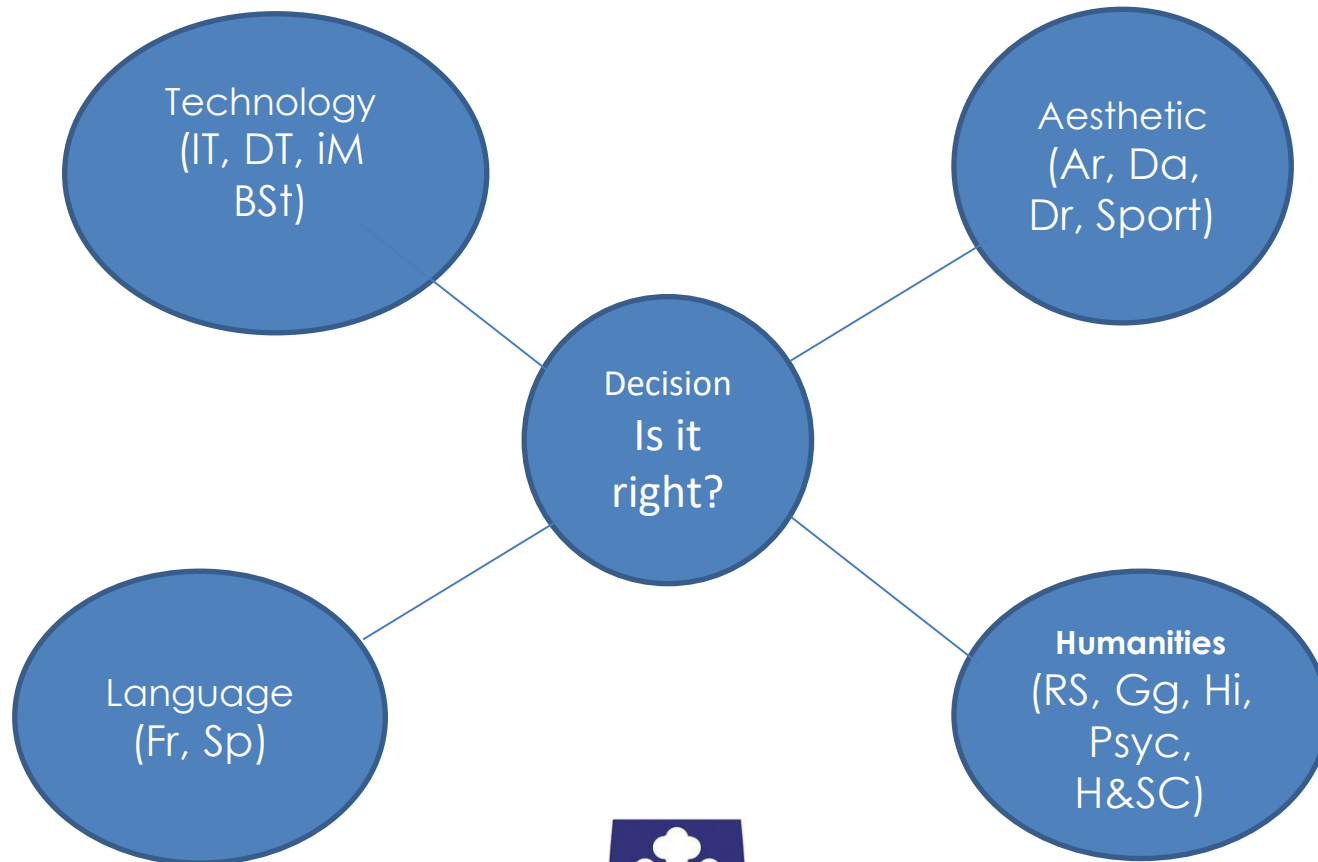 Technology
(IT, DT, iM
BSt)
Aesthetic
(Ar, Da,
Dr, Sport)
Decision
Is it
right?
Language
(Fr, Sp)
Humanities
(RS, Gg, Hi,
Psyc,
H&SC)